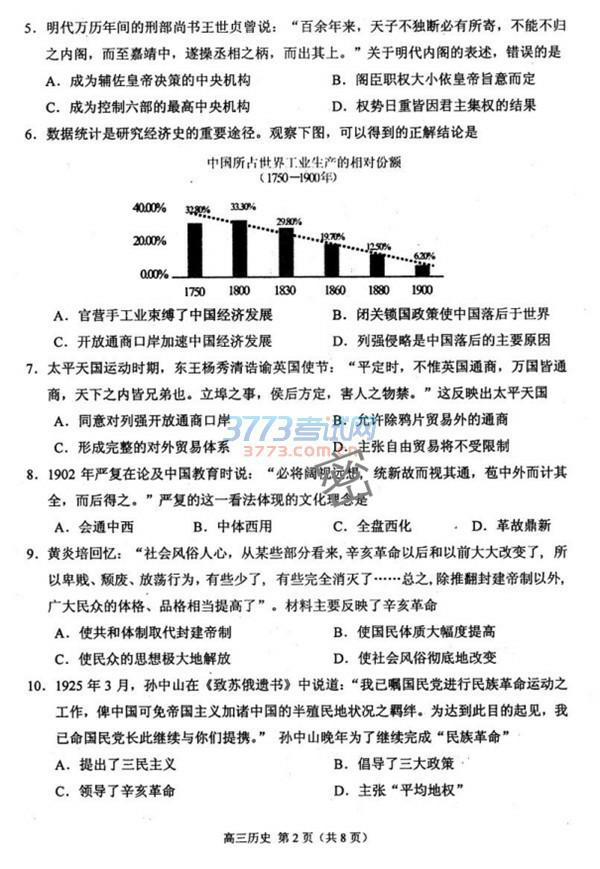 5．明代万历年间的刑部尚书王世贞曾说：“百余年来，天子不独断必有所寄，不能不归
之内阁，而至嘉靖中，遂操丞相之柄，而出其上。”关于明代内阁的表述，错误的是
A．成为辅佐皇帝决策的中央机构 B．阁臣职权大小依皇帝旨意而定
C．成为控制六部的最高中央机构 D．权势日重皆因君主集权的结果
6．数据统计是研究经济史的重要途径。观察下图，可以得到的正解结论是
中国所占世界工业生产的相对份额
（1750—1900年）
40.00% 32.80% 33.30% 29.80% 19.70% 12.50% 6.20%
20.00%
0.00%
1750 1800 1830 1860 1880 1900
A．官营手工业束缚了中国经济发展 B．闭关锁国政策使中国落后于世界
C．开放通商口岸加速中国经济发展 D．列强侵略是中国落后的主要原因
7．太平天国运动时期，东王杨秀清诰谕英国使节：“平定时，不惟英国通商，万国皆通
商，天下之内皆兄弟也。立埠之事，侯后方定，害人之物禁。”这反映出太平天国
A．同意对列强开放通商口岸 B．允许除鸦片贸易外的通商
C．形成完整的对外贸易体系 D．主张自由贸易将不受限制
3773考试网
3773.com.cn
8．1902 年严复在论及中国教育时说：“必将阔视远想，统新故而视其通，苞中外而计其
全，而后得之。”严复的这一看法体现的文化理念是
密
A．会通中西 B．中体西用 C．全盘西化 D．革故鼎新
9．黄炎培回忆：“社会风俗人心，从某些部分看来,辛亥革命以后和以前大大改变了，所
以卑贱、颓废、放荡行为，有些少了，有些完全消灭了……总之,除推翻封建帝制以外,
广大民众的体格、品格相当提高了”。材料主要反映了辛亥革命
A．使共和体制取代封建帝制 B．使国民体质大幅度提高
C．使民众的思想极大地解放 D．使社会风俗彻底地改变
10．1925 年 3 月，孙中山在《致苏俄遗书》中说道：“我已嘱国民党进行民族革命运动之
工作，俾中国可免帝国主义加诸中国的半殖民地状况之羁绊。为达到此目的起见，我
已命国民党长此继续与你们提携。” 孙中山晚年为了继续完成“民族革命”
A．提出了三民主义 B．倡导了三大政策
C．领导了辛亥革命 D．主张“平均地权”
高三历史 第 2 页（共 8 页）